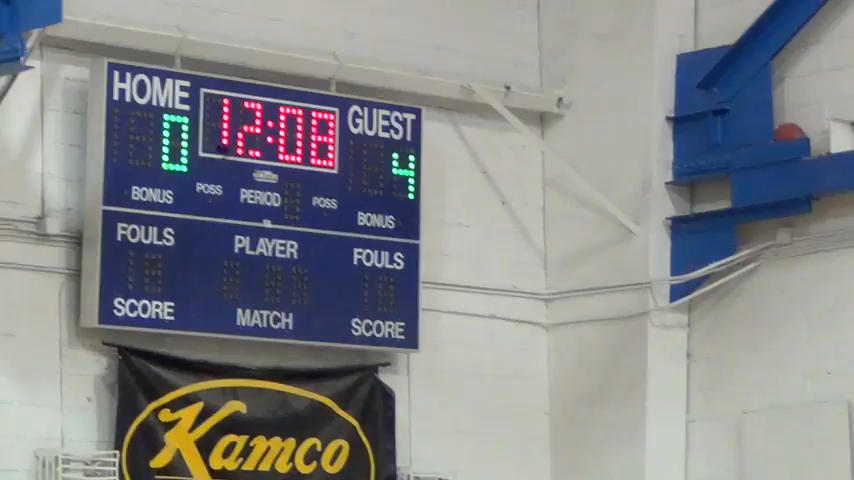 HOME 12:08 GUEST
0 4
BONUS POSS PERIOD POSS BONUS
FOULS PLAYER FOULS
SCORE MATCH SCORE
Kamco